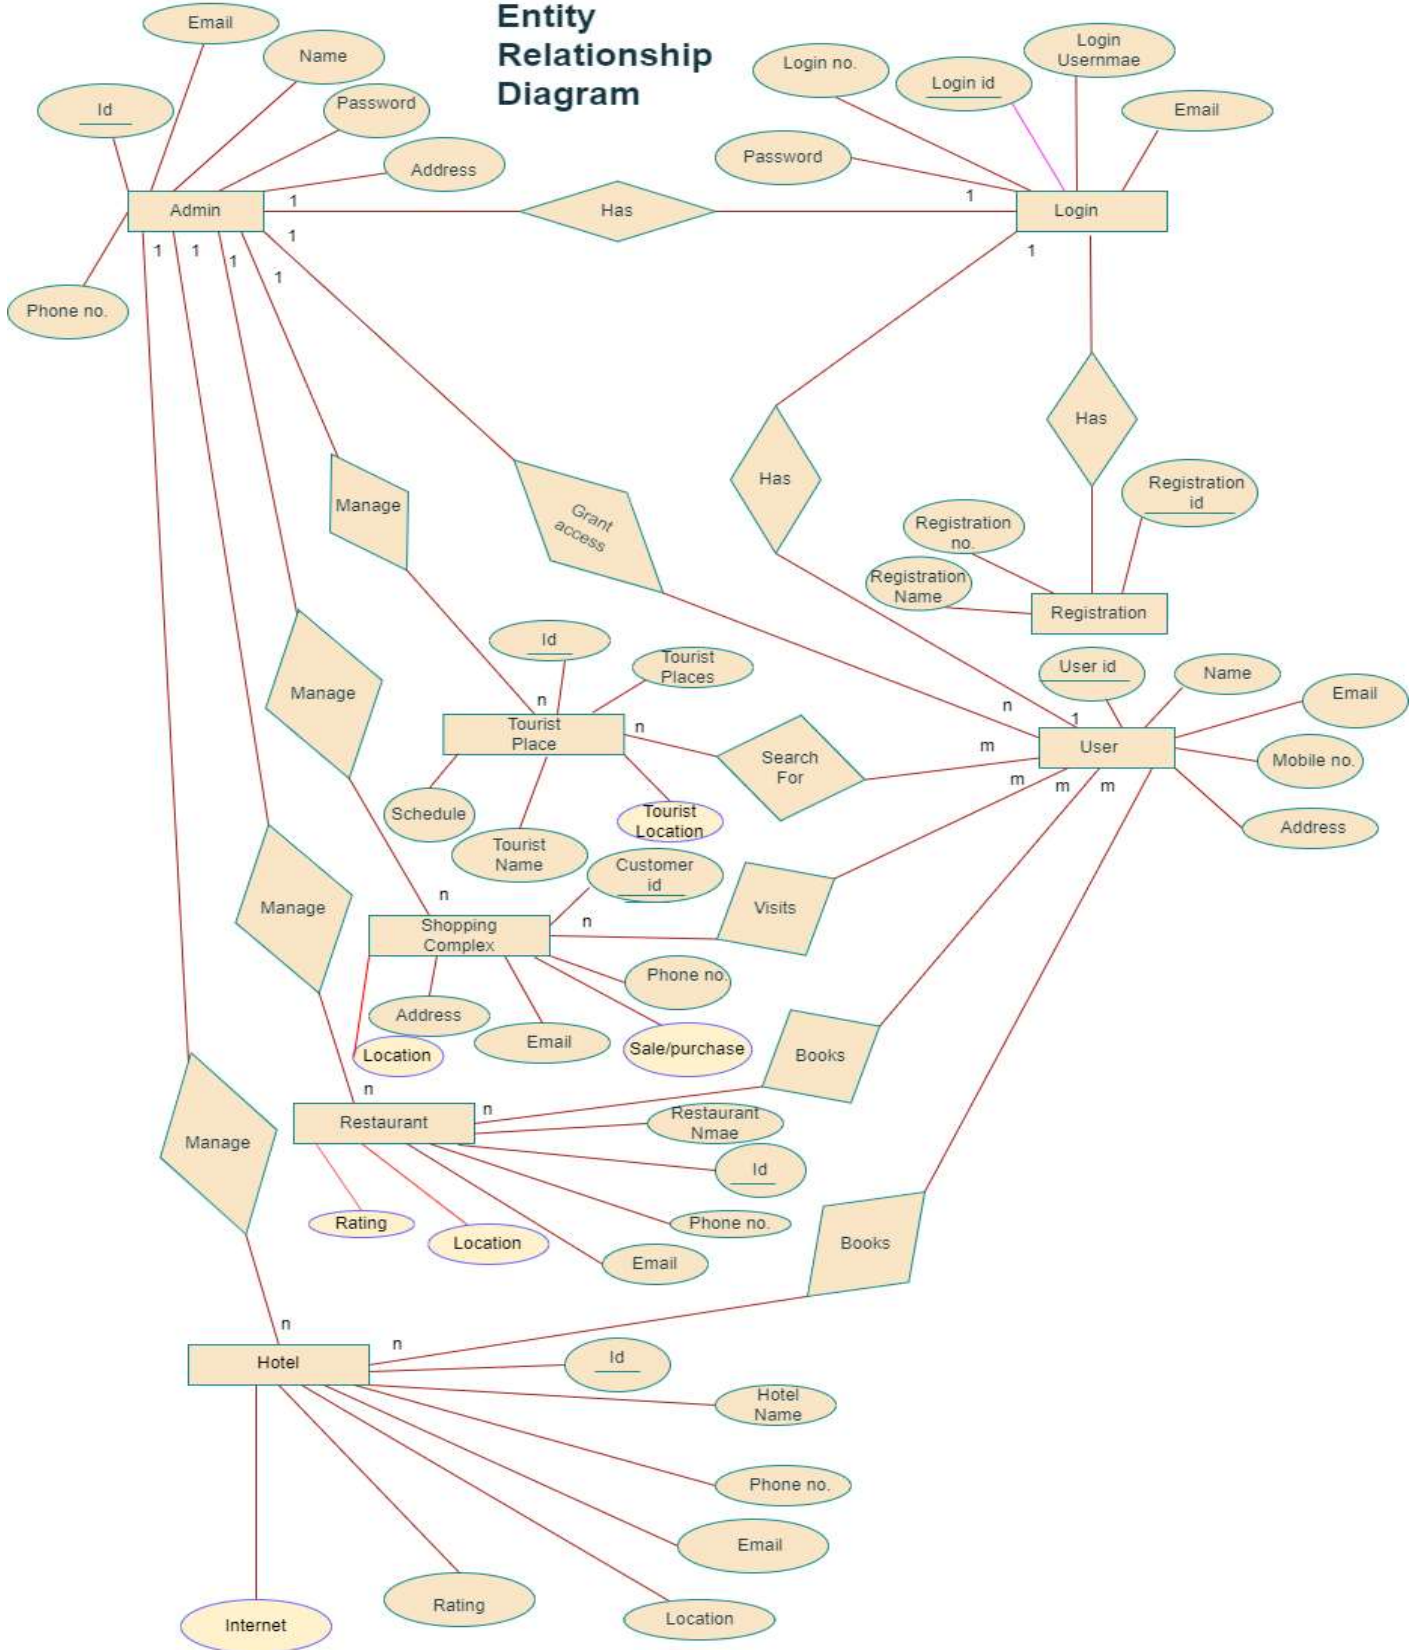 Entity
Relationship
Diagram
Email
Name
Id
Password
Address
Admin
Phone no.
1
1
1
1
1
1
Has
1
Login no.
Login id
Login
Usernmae
Email
Password
Login
1
Has
Has
Registration
id
Registration
no.
Registration
Name
Registration
Manage
Grant
access
Manage
Id
Tourist
Places
n
Tourist
Place
n
Schedule
Tourist
Name
Tourist
Location
Search
For
m
n
User id
Name
Email
1
User
Mobile no.
Address
m
m
m
Manage
Customer
id
n
n
Shopping
Complex
Visits
Phone no.
Address
Location
Email
Sale/purchase
Books
n
n
Restaurant
Restaurant
Nmae
Id
Phone no.
Email
Location
Rating
Manage
Books
n
n
Hotel
Id
Hotel
Name
Phone no.
Email
Location
Rating
Internet